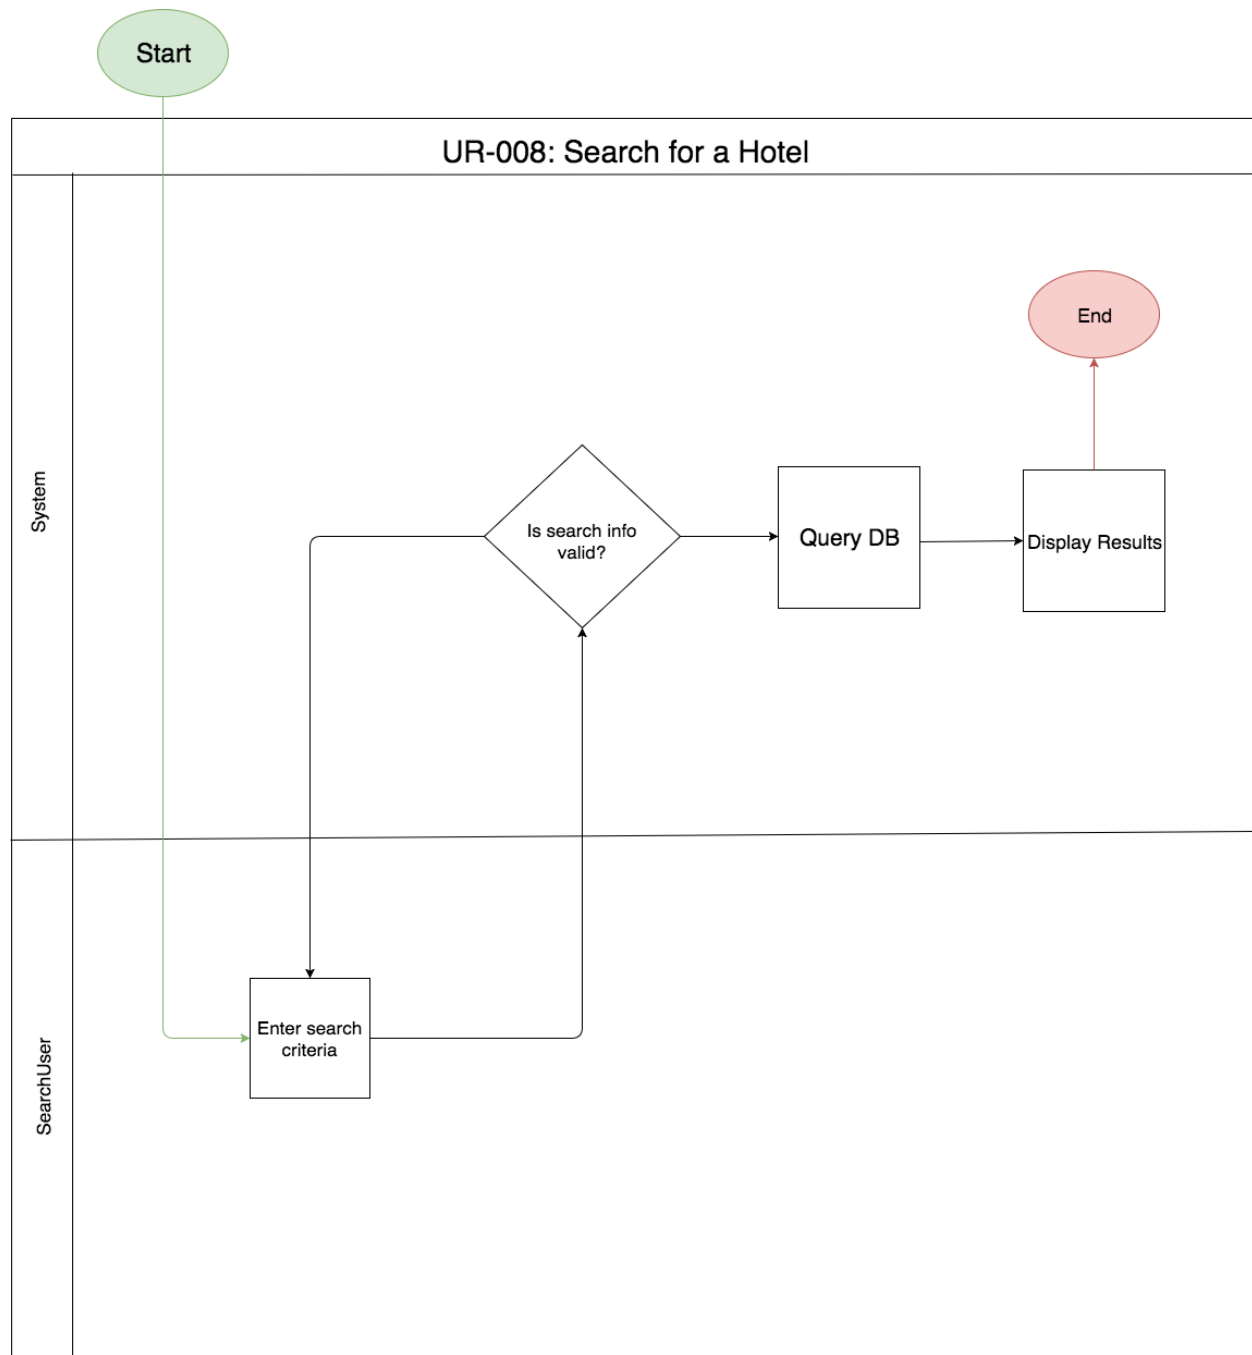 Start
UR-008: Search for a Hotel
System
End
Is search info
valid?
Query DB
Display Results
SearchUser
Enter search
criteria